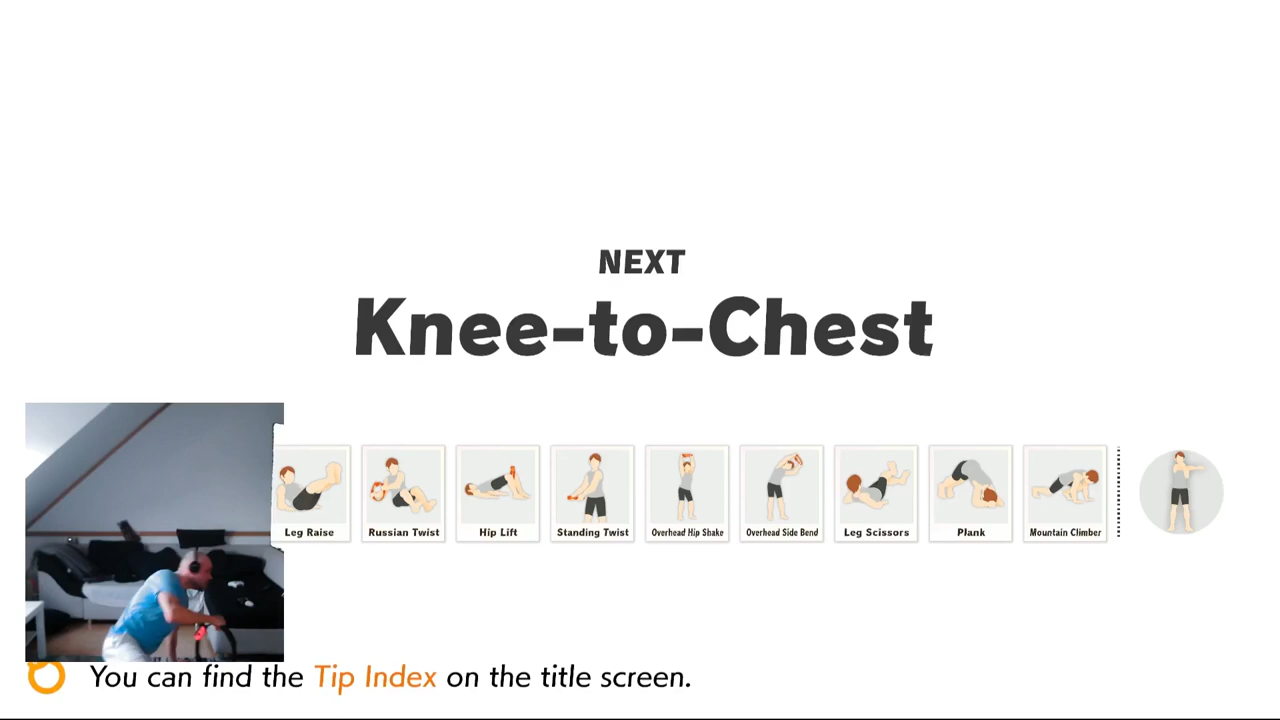 NEXT
Knee-to-Chest
Leg Raise
Russian Twist
Hip Lift
Standing Twist
Overhead Hip Shake
Overhead Side Bend
Leg Scissors
Plank
Mountain Climber
You can find the Tip Index on the title screen.